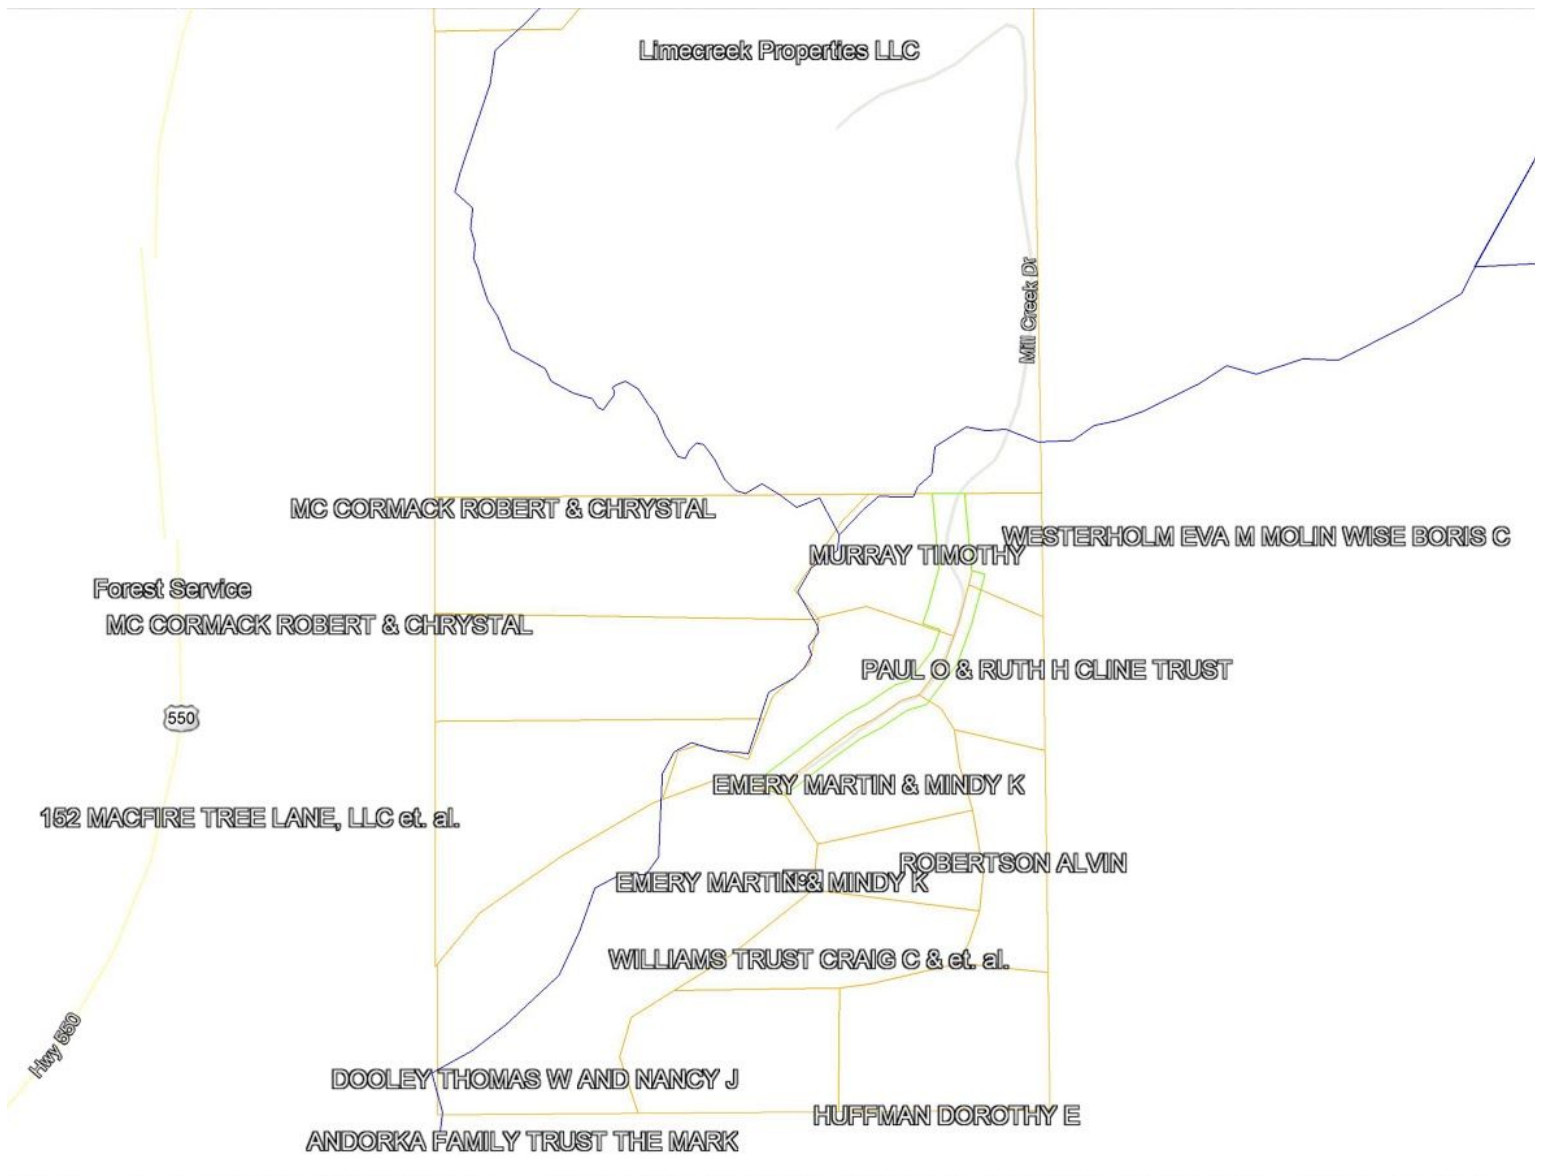 Limecreek Properties LLC
Mill Creek Dr
MC CORMACK ROBERT & CHRYSTAL
WESTERHOLM EVA M MOLIN WISE BORIS C
MURRAY TIMOTHY
Forest Service
MC CORMACK ROBERT & CHRYSTAL
PAUL O & RUTH H CLINE TRUST
550
EMERY MARTIN & MINDY K
152 MACFIRE TREE LANE, LLC et. al.
ROBERTSON ALVIN
EMERY MARTIN & MINDY K
WILLIAMS TRUST CRAIG C & et. al.
Hwy 550
DOOLEY THOMAS W AND NANCY J
HUFFMAN DOROTHY E
ANDORKA FAMILY TRUST THE MARK